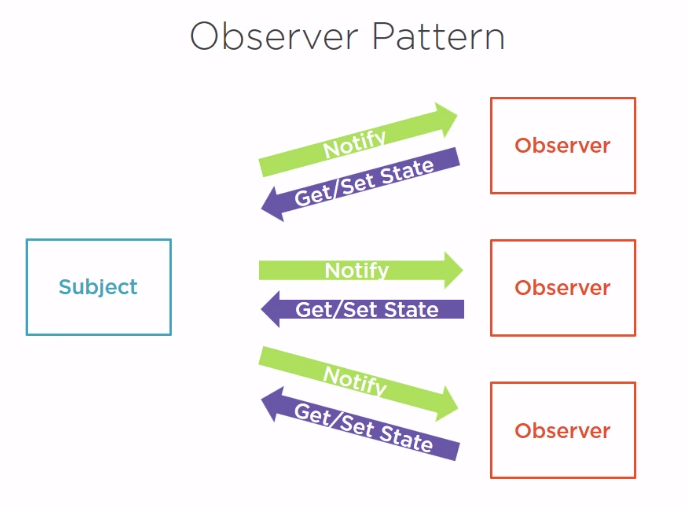 Observer Pattern
Notify
Get/Set State
Observer
Subject
Notify
Get/Set State
Observer
Notify
Get/Set State
Observer